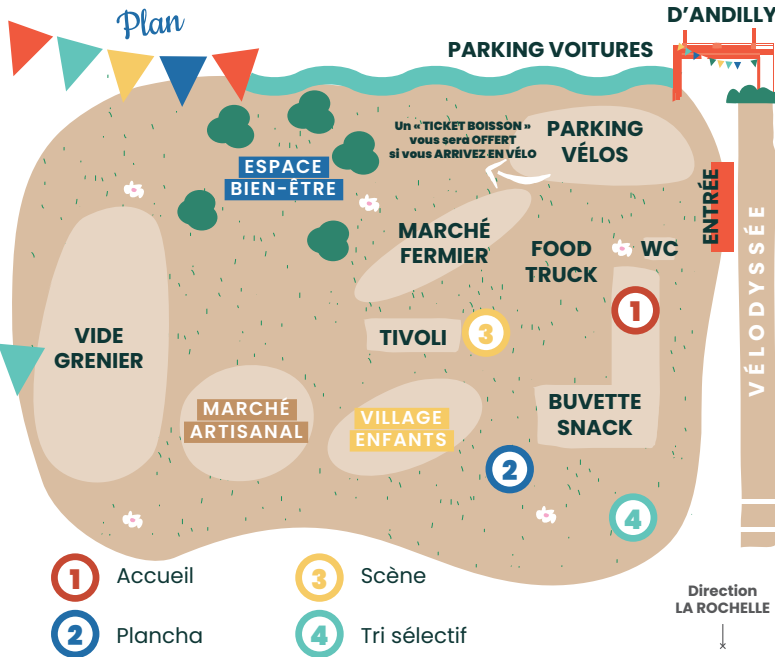 Plan
D'ANDILLY
PARKING VOITURES
Un « TICKET BOISSON »
vous sera OFFERT
si vous ARRIVEZ EN VÉLO
PARKING
VÉLOS
ESPACE
BIEN-ÊTRE
ENTRÉE
VÉLODYSSÉE
MARCHÉ
FERMIER
FOOD
TRUCK
WC
1
VIDE
GRENIER
TIVOLI
3
MARCHÉ
ARTISANAL
VILLAGE
ENFANTS
BUVETTE
SNACK
2
4
1 Accueil
3 Scène
2 Plancha
4 Tri sélectif
Direction
LA ROCHELLE